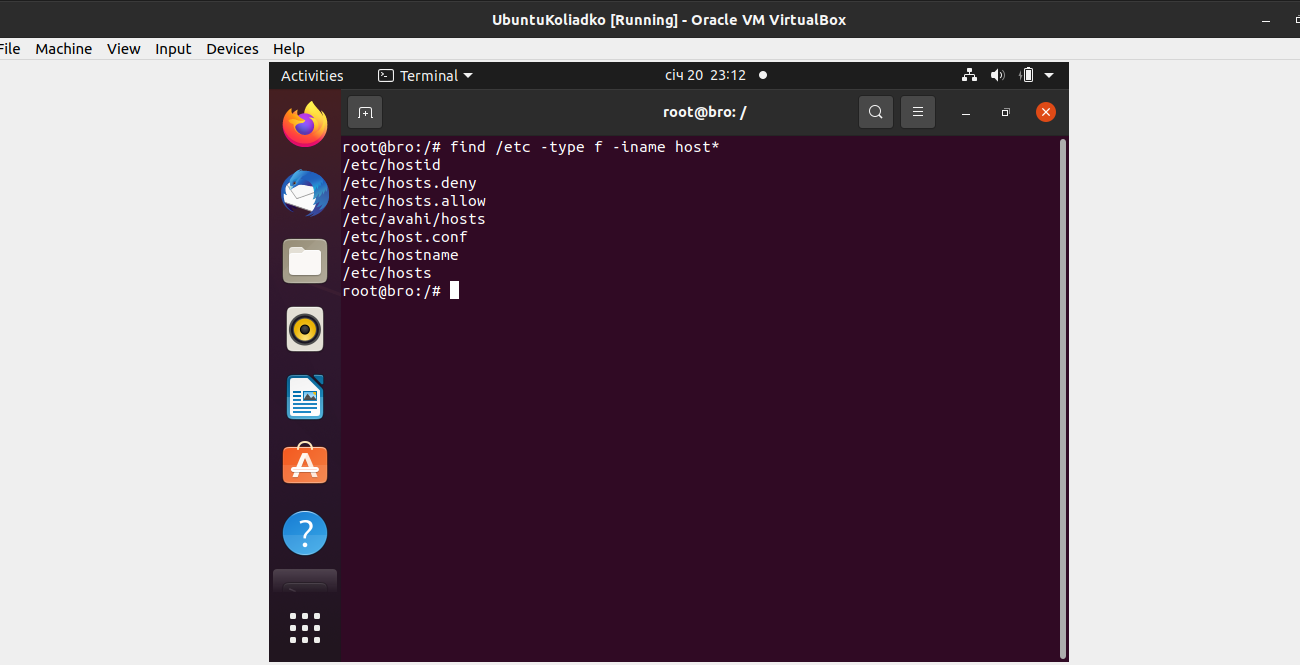 UbuntuKoliadko [Running] - Oracle VM VirtualBox
File Machine View Input Devices Help
Activities Terminal січ 20 23:12
root@bro: /
root@bro:/# find /etc -type f -iname host*
/etc/hostid
/etc/hosts.deny
/etc/hosts.allow
/etc/avahi/hosts
/etc/host.conf
/etc/hostname
/etc/hosts
root@bro:/#